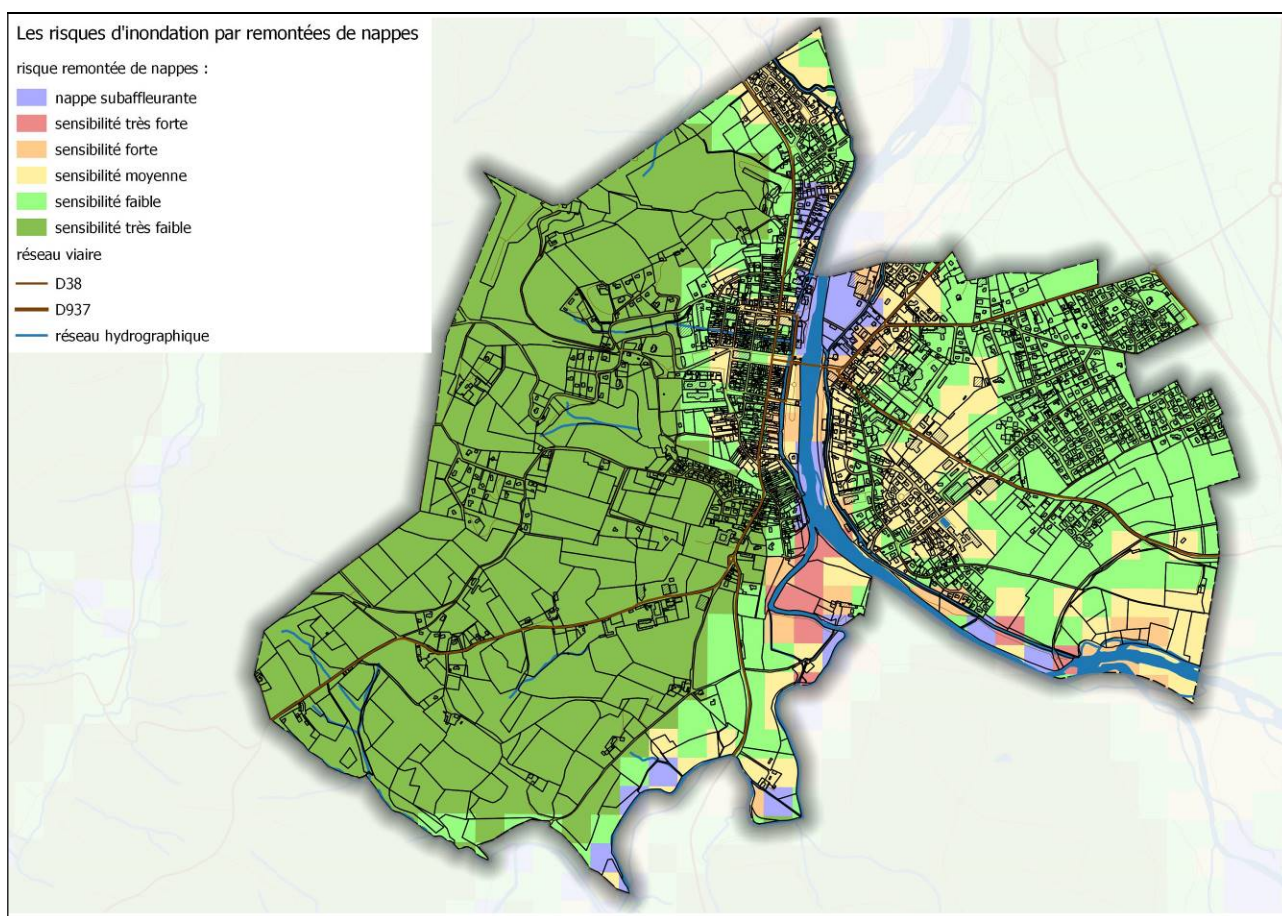 Les risques d'inondation par remontées de nappes
risque remontée de nappes :
nappe subaffleurante
sensibilité très forte
sensibilité forte
sensibilité moyenne
sensibilité faible
sensibilité très faible
réseau viaire
D38
D937
réseau hydrographique